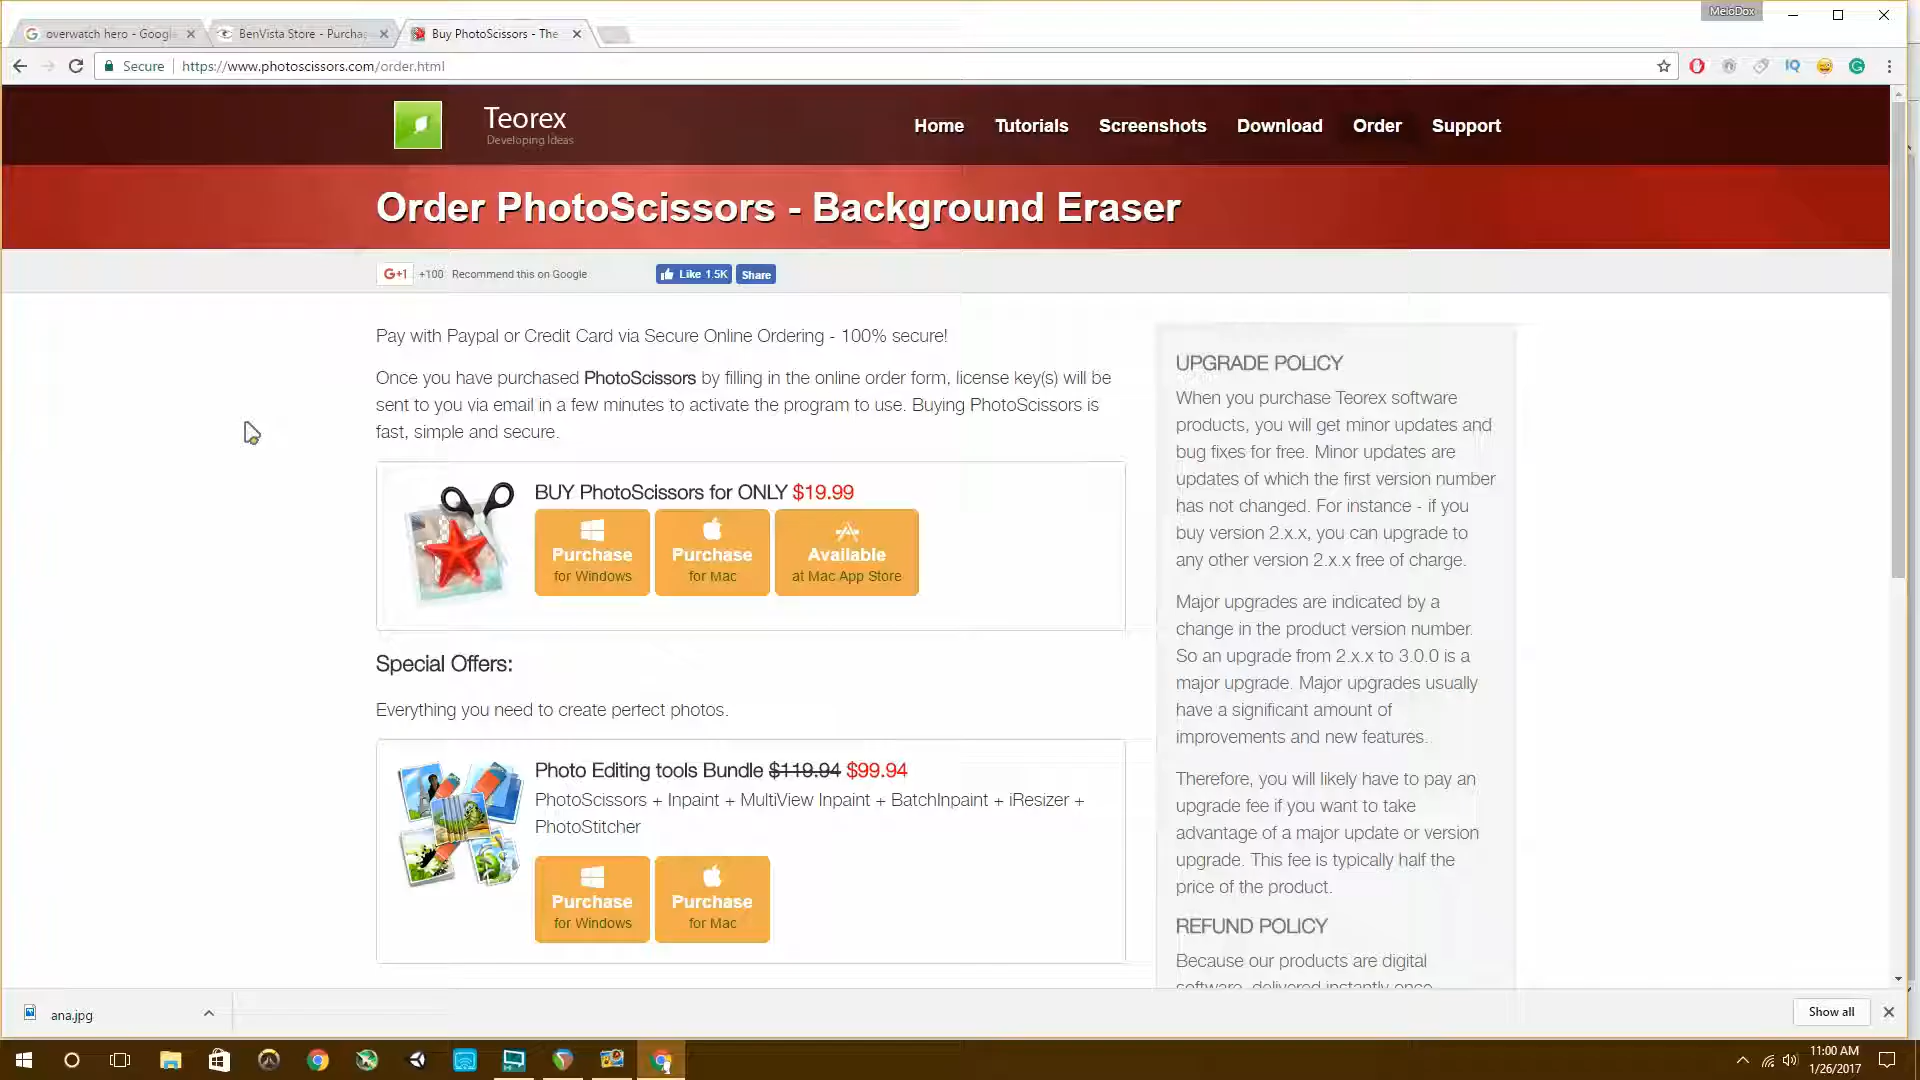 MeloDox
overwatch hero - Googl
BenVista Store - Purcha
Buy PhotoScissors - The
Secure
https://www.photoscissors.com/order.html
IQ
Teorex
Developing Ideas
Home
Tutorials
Screenshots
Download
Order
Support
Order PhotoScissors - Background Eraser
G+1
+100
Recommend this on Google
Like 1.5K
Share
Pay with Paypal or Credit Card via Secure Online Ordering - 100% secure!
Once you have purchased PhotoScissors by filling in the online order form, license key(s) will be
sent to you via email in a few minutes to activate the program to use. Buying PhotoScissors is
fast, simple and secure.
BUY PhotoScissors for ONLY $19.99
Purchase
for Windows
Purchase
for Mac
Available
at Mac App Store
Special Offers:
Everything you need to create perfect photos.
Photo Editing tools Bundle $119.94 $99.94
PhotoScissors + Inpaint + MultiView Inpaint + BatchInpaint + iResizer +
PhotoStitcher
Purchase
for Windows
Purchase
for Mac
UPGRADE POLICY
When you purchase Teorex software
products, you will get minor updates and
bug fixes for free. Minor updates are
updates of which the first version number
has not changed. For instance - if you
buy version 2.x.x, you can upgrade to
any other version 2.x.x free of charge.
Major upgrades are indicated by a
change in the product version number.
So an upgrade from 2.x.x to 3.0.0 is a
major upgrade. Major upgrades usually
have a significant amount of
improvements and new features.
Therefore, you will likely have to pay an
upgrade fee if you want to take
advantage of a major update or version
upgrade. This fee is typically half the
price of the product.
REFUND POLICY
Because our products are digital
software, delivered instantly once
ana.jpg
Show all
11:00 AM
1/26/2017